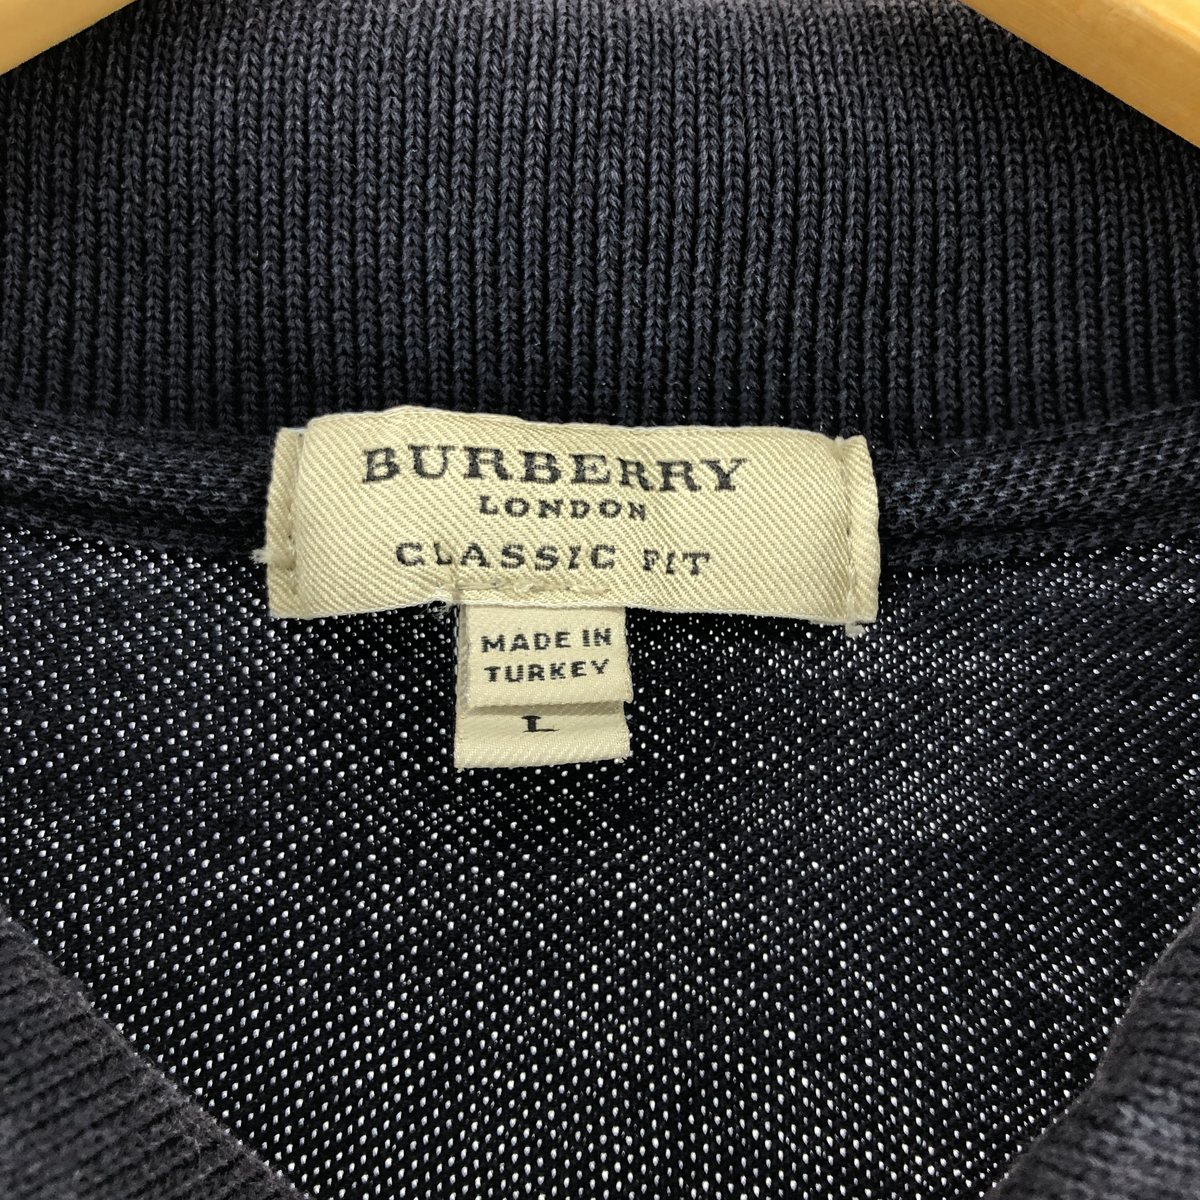 BURBERRY
LONDON
CLASSIC FIT
MADE IN
TURKEY
L